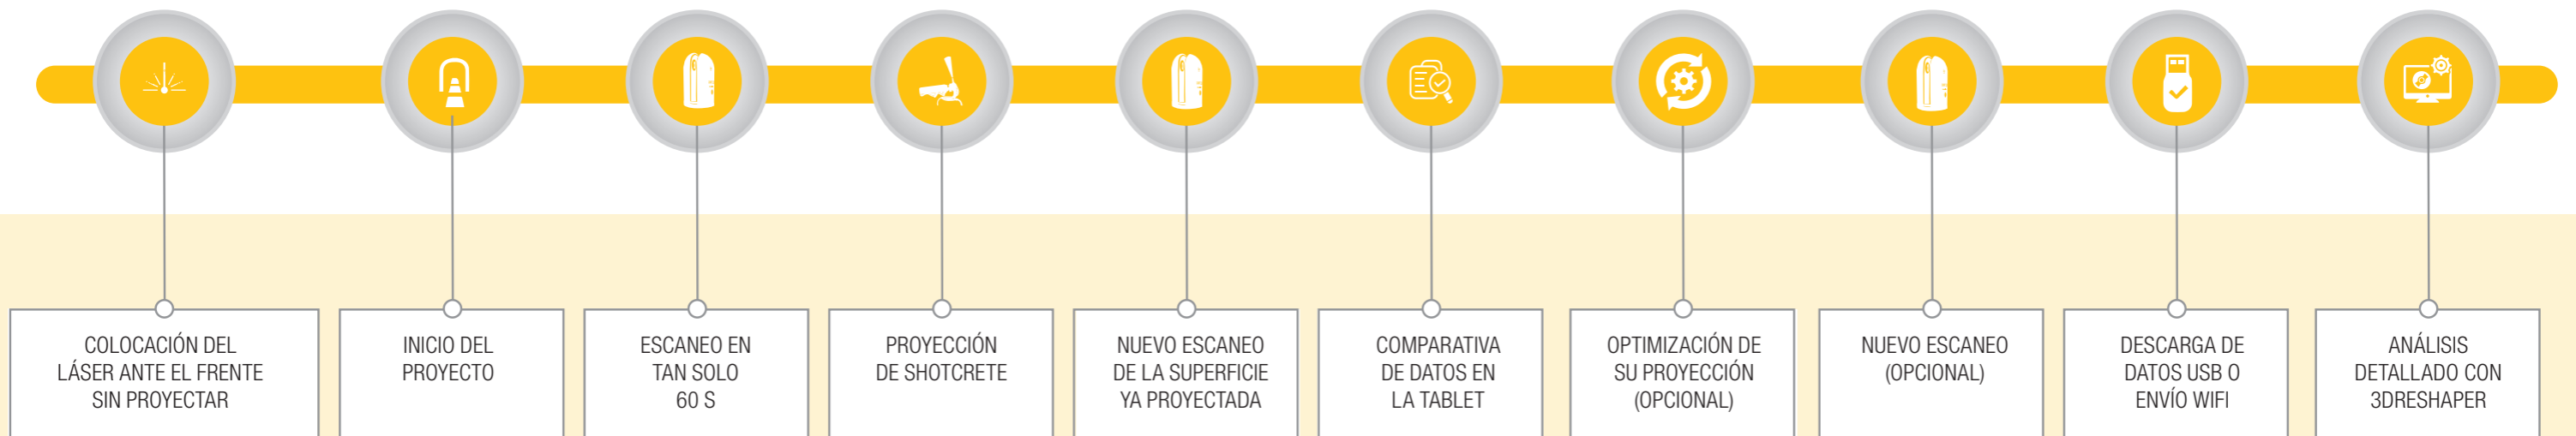 COLOCACIÓN DEL
LÁSER ANTE EL FRENTE
SIN PROYECTAR
INICIO DEL
PROYECTO
ESCANEO EN
TAN SOLO
60 S
PROYECCIÓN
DE SHOTCRETE
NUEVO ESCANEO
DE LA SUPERFICIE
YA PROYECTADA
COMPARATIVA
DE DATOS EN
LA TABLET
OPTIMIZACIÓN DE
SU PROYECCIÓN
(OPCIONAL)
NUEVO ESCANEO
(OPCIONAL)
DESCARGA DE
DATOS USB O
ENVÍO WIFI
ANÁLISIS
DETALLADO CON
3DRESHAPER